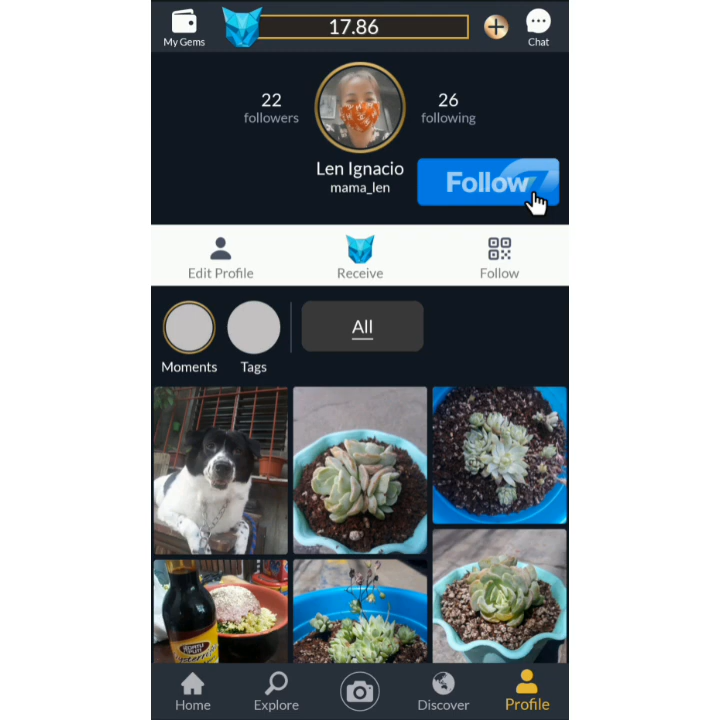 17.86
My Gems
Chat
22
followers
26
following
Len Ignacio
mama_len
Follow
Edit Profile
Receive
Follow
All
Moments
Tags
Home
Explore
Discover
Profile